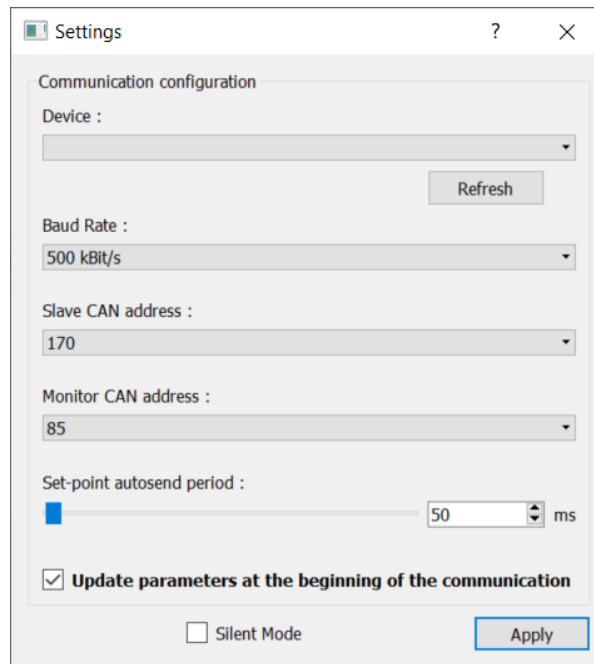 Settings
?
Communication configuration
Device :
Refresh
Baud Rate :
500 kBit/s
Slave CAN address :
170
Monitor CAN address :
85
Set-point autosend period :
50 ms
Update parameters at the beginning of the communication
Silent Mode Apply